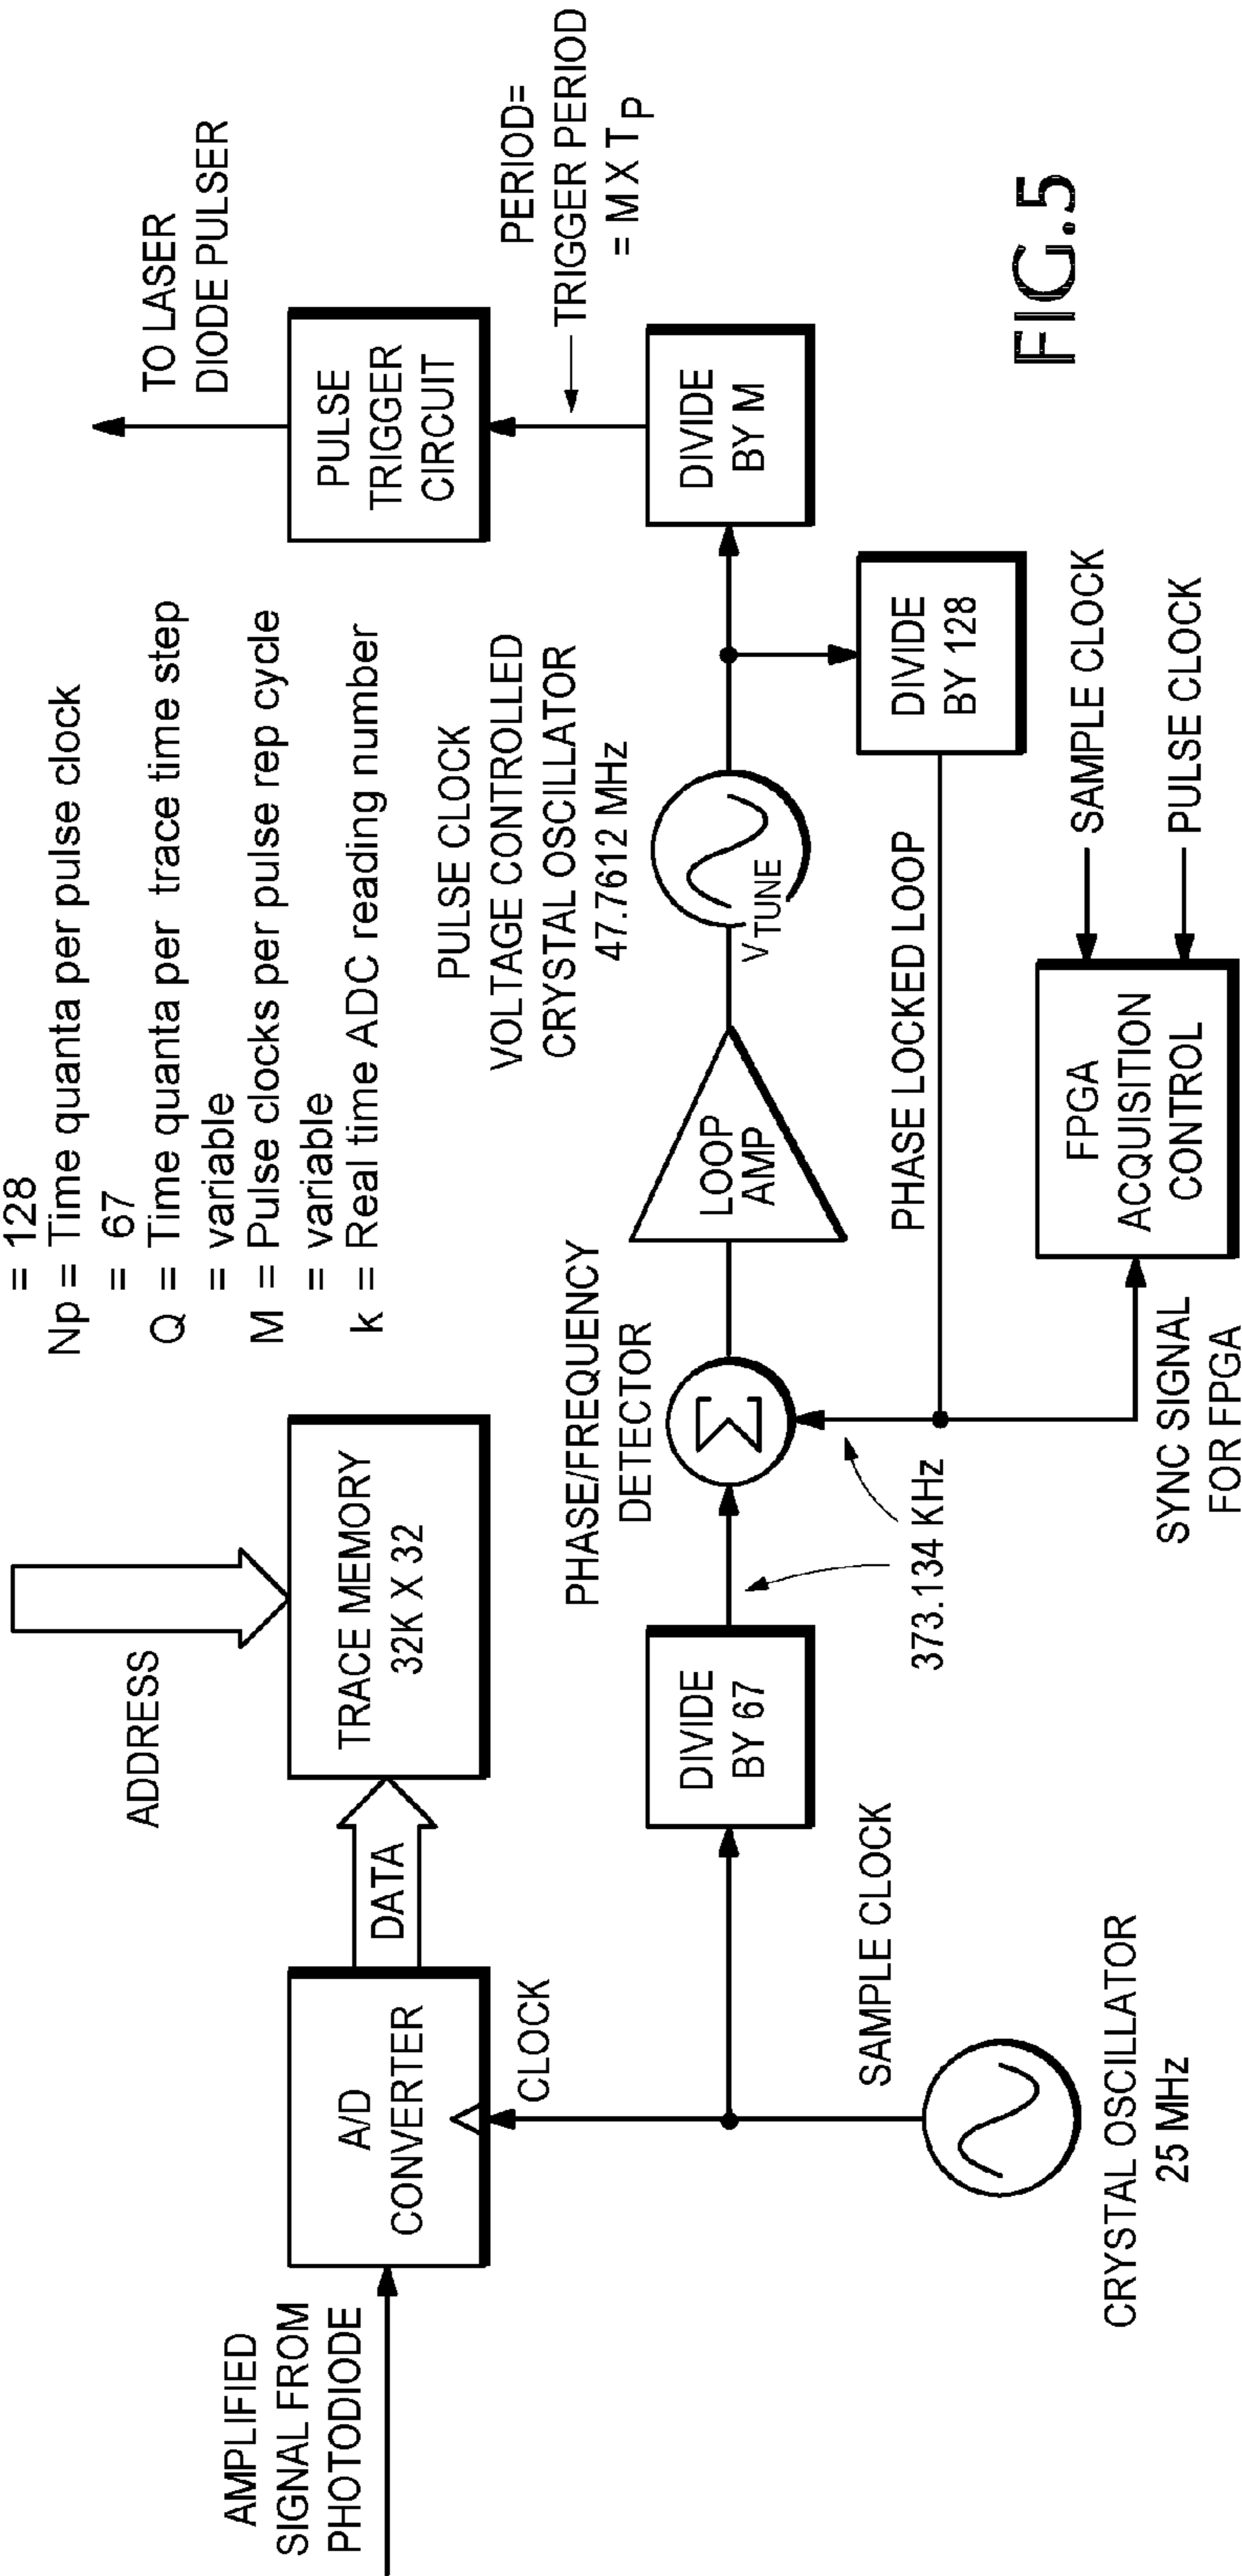 = 128
Np = Time quanta per pulse clock
= 67
Q = Time quanta per trace time step
= variable
M = Pulse clocks per pulse rep cycle
= variable
k = Real time ADC reading number
ADDRESS
TRACE MEMORY
32K X 32
DATA
A/D
CONVERTER
CLOCK
AMPLIFIED
SIGNAL FROM
PHOTODIODE
TO LASER
DIODE PULSER
PULSE
TRIGGER
CIRCUIT
PERIOD=
TRIGGER PERIOD
= M X TP
DIVIDE
BY M
PULSE CLOCK
VOLTAGE CONTROLLED
CRYSTAL OSCILLATOR
47.7612 MHz
VTUNE
LOOP
AMP
PHASE/FREQUENCY
DETECTOR
Σ
DIVIDE
BY 67
373.134 KHz
SAMPLE CLOCK
CRYSTAL OSCILLATOR
25 MHz
PHASE LOCKED LOOP
DIVIDE
BY 128
SYNC SIGNAL
FOR FPGA
FPGA
ACQUISITION
CONTROL
SAMPLE CLOCK
PULSE CLOCK
FIG.5